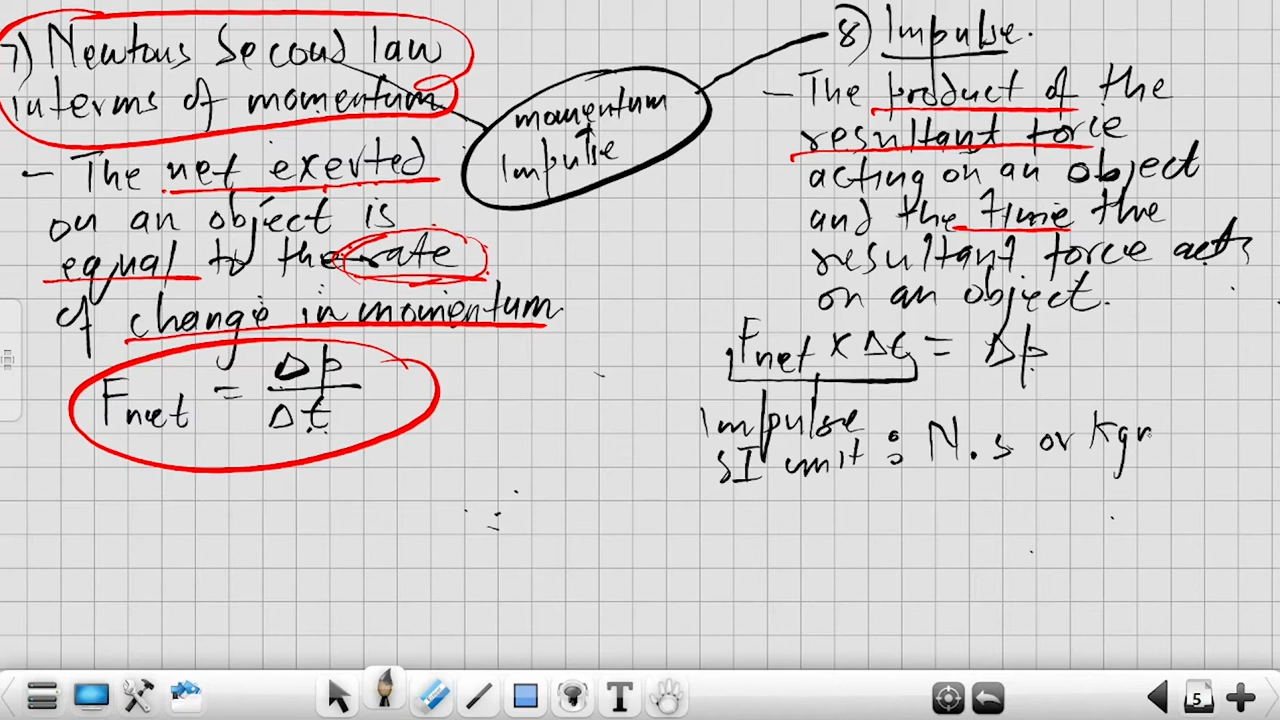 7) Newtons Second law
interms of momentum
- The net exerted
on an object is
equal to the rate
of change in momentum
Fnet = Δp
Δt
momentum
Impulse
8) Impulse.
- The product of the
resultant force
acting on an object
and the time the
resultant force acts
on an object.
Fnet x Δt = Δp
Impulse
SI unit : N.s or Kgm
T
5